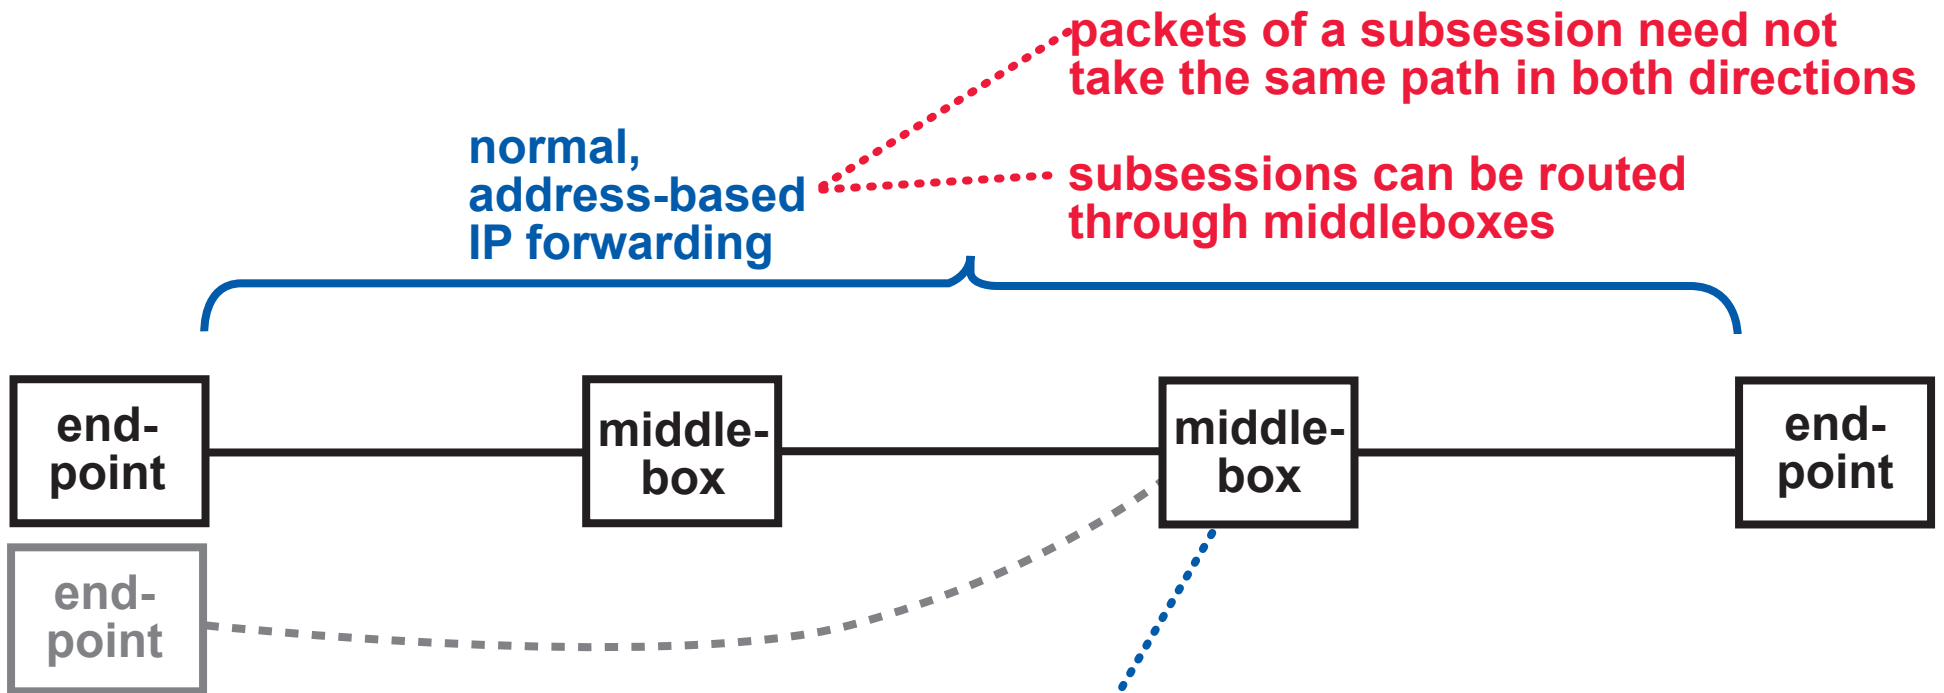 packets of a subsession need not
take the same path in both directions
normal,
address-based
IP forwarding
subsessions can be routed
through middleboxes
end-
point
middle-
box
middle-
box
end-
point
end-
point